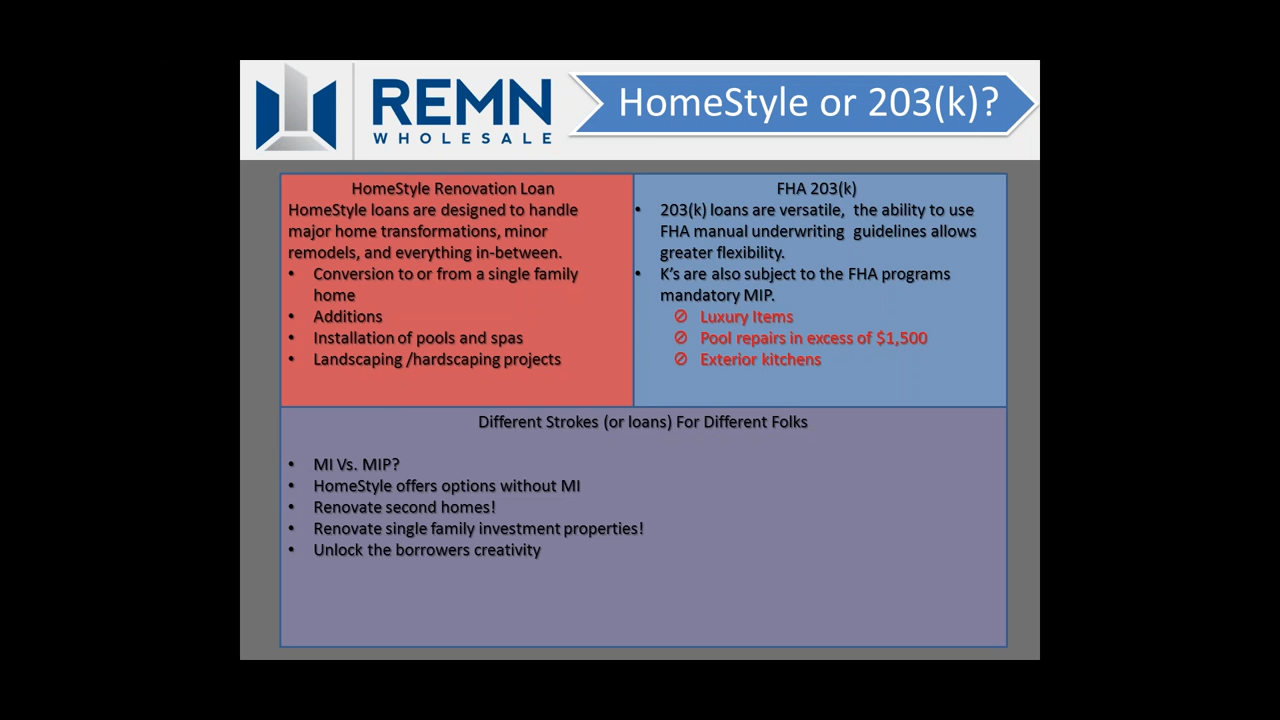 REMN
WHOLESALE
HomeStyle or 203(k)?
HomeStyle Renovation Loan
HomeStyle loans are designed to handle
major home transformations, minor
remodels, and everything in-between.
• Conversion to or from a single family
home
• Additions
• Installation of pools and spas
• Landscaping /hardscaping projects
FHA 203(k)
• 203(k) loans are versatile, the ability to use
FHA manual underwriting guidelines allows
greater flexibility.
• K's are also subject to the FHA programs
mandatory MIP.
Luxury Items
Pool repairs in excess of $1,500
Exterior kitchens
Different Strokes (or loans) For Different Folks
• MI Vs. MIP?
• HomeStyle offers options without MI
• Renovate second homes!
• Renovate single family investment properties!
• Unlock the borrowers creativity